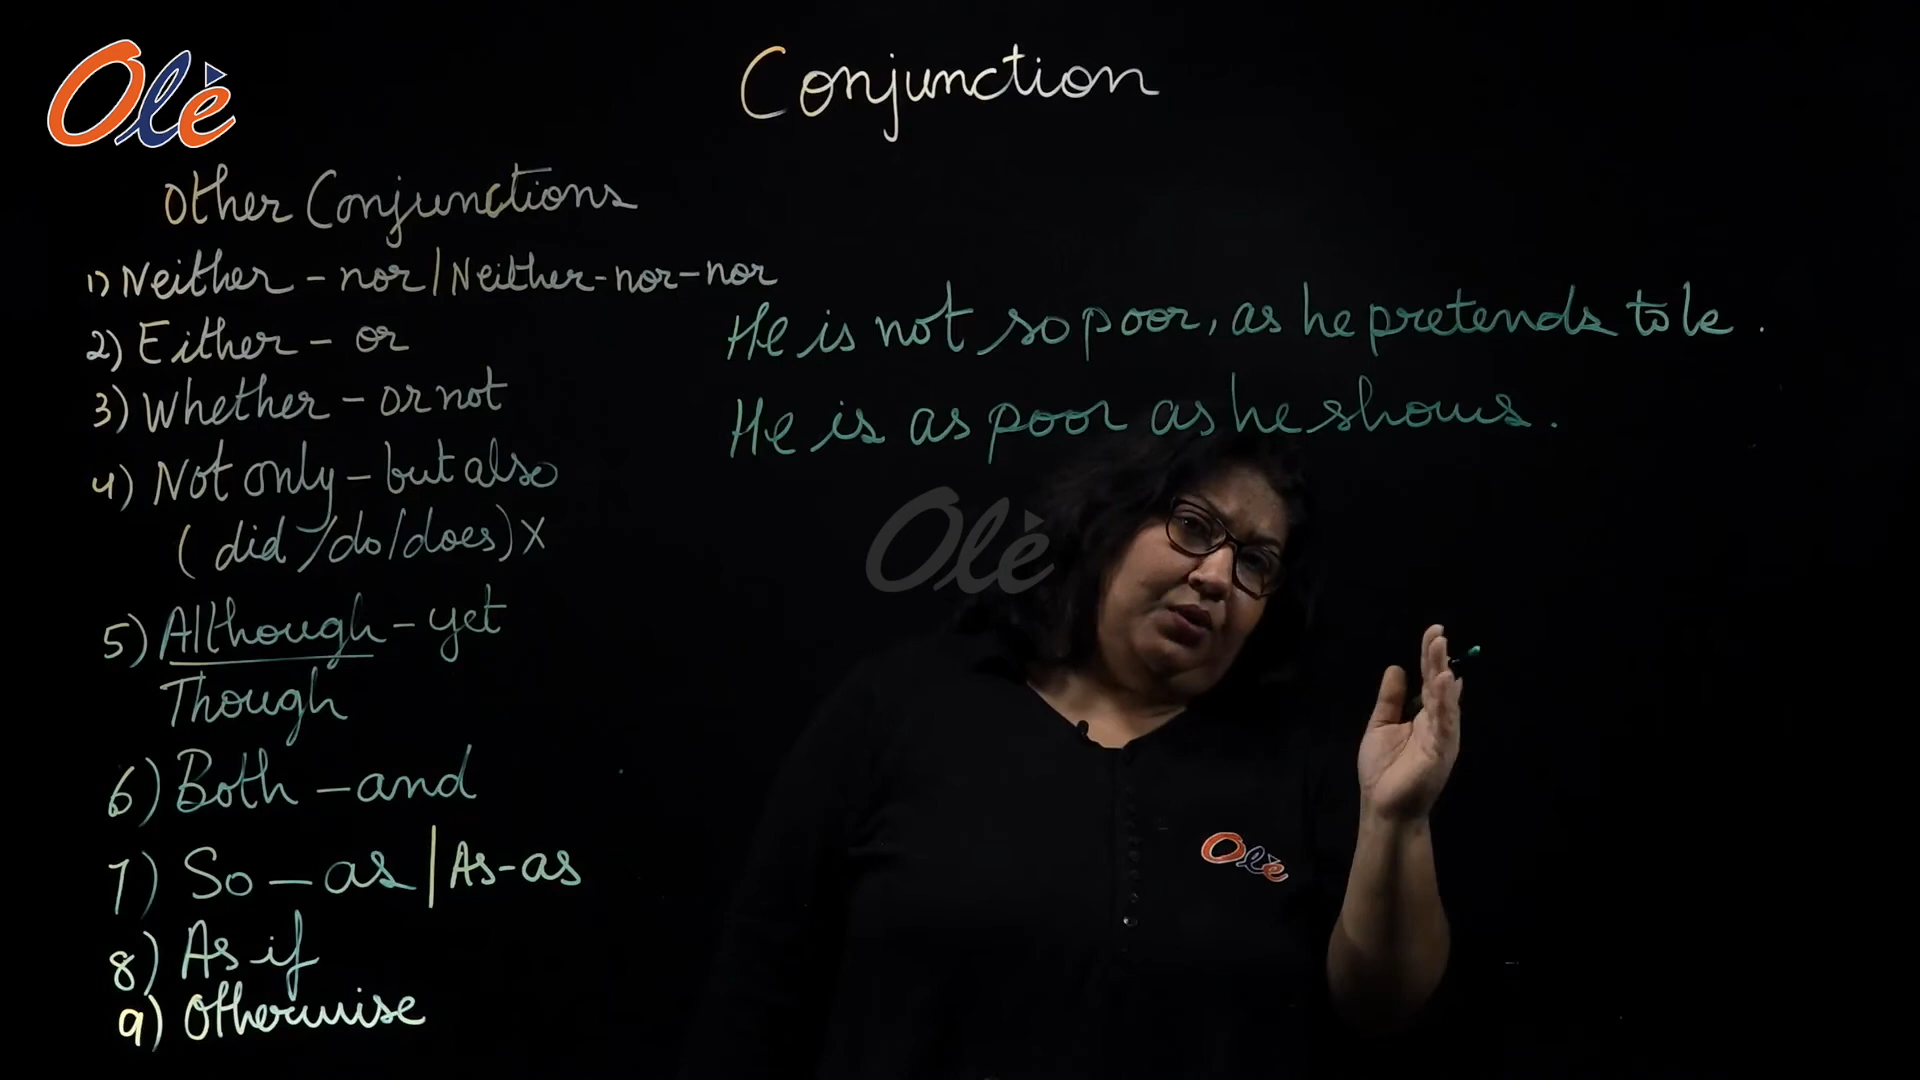 Olè
Conjunction
Other Conjunctions
1) Neither - nor | Neither-nor-nor
2) Either - or
3) Whether - or not
4) Not only - but also
(did/do/does) X
5) Although - yet
Though
6) Both - and
7) So - as | As-as
8) As if
9) Otherwise
He is not so poor, as he pretends to be.
He is as poor as he shows.
Olè
Olè